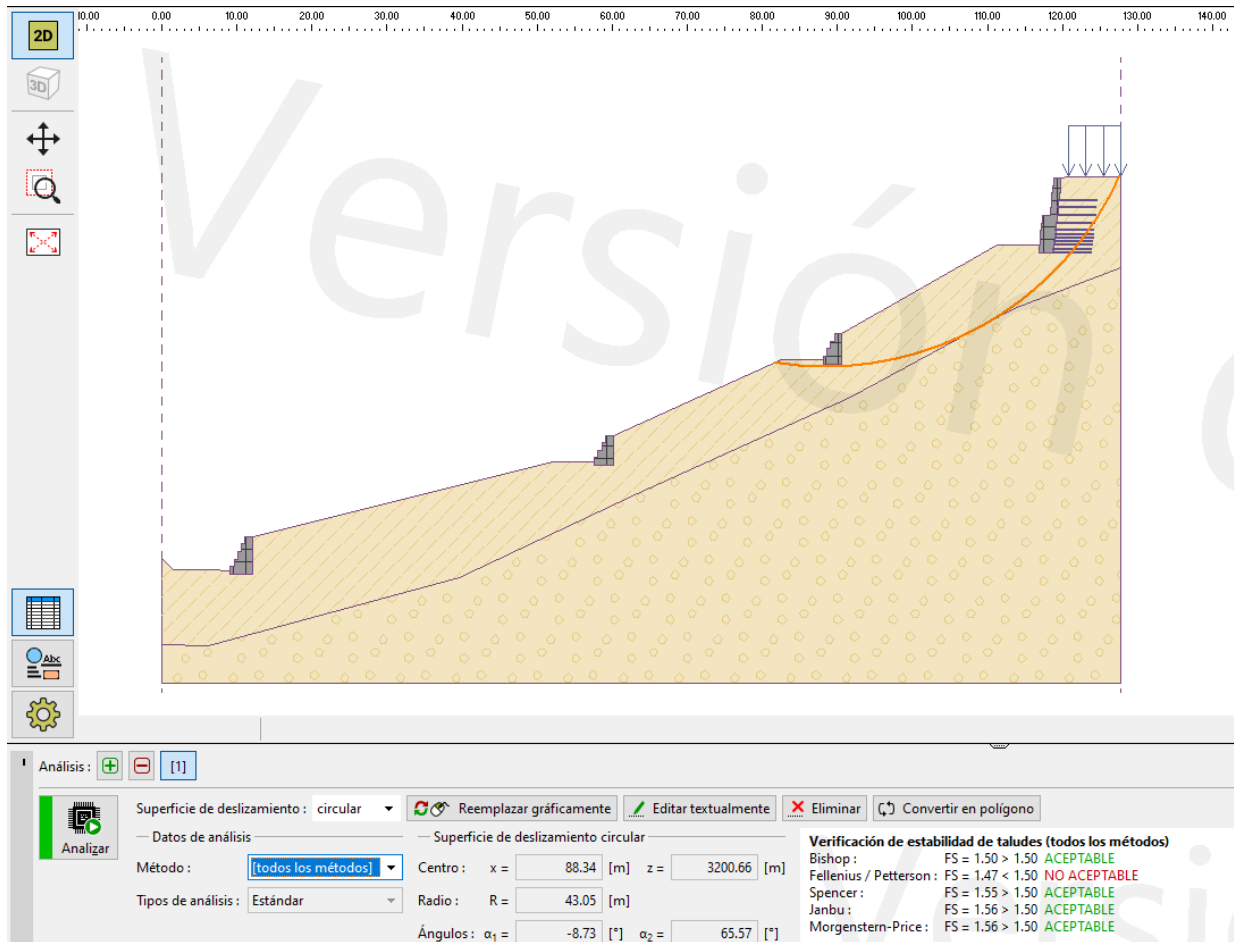 2D
10.00 0.00 10.00 20.00 30.00 40.00 50.00 60.00 70.00 80.00 90.00 100.00 110.00 120.00 130.00 140.00
3D
Versión
Abc
Análisis : [1]
Analizar
Superficie de deslizamiento : circular Reemplazar gráficamente Editar textualmente Eliminar Convertir en polígono
Datos de análisis
Método : [todos los métodos]
Tipos de análisis : Estándar
Superficie de deslizamiento circular
Centro : x = 88.34 [m] z = 3200.66 [m]
Radio : R = 43.05 [m]
Ángulos : α1 = -8.73 [°] α2 = 65.57 [°]
Verificación de estabilidad de taludes (todos los métodos)
Bishop : FS = 1.50 > 1.50 ACEPTABLE
Fellenius / Petterson : FS = 1.47 < 1.50 NO ACEPTABLE
Spencer : FS = 1.55 > 1.50 ACEPTABLE
Janbu : FS = 1.56 > 1.50 ACEPTABLE
Morgenstern-Price : FS = 1.56 > 1.50 ACEPTABLE